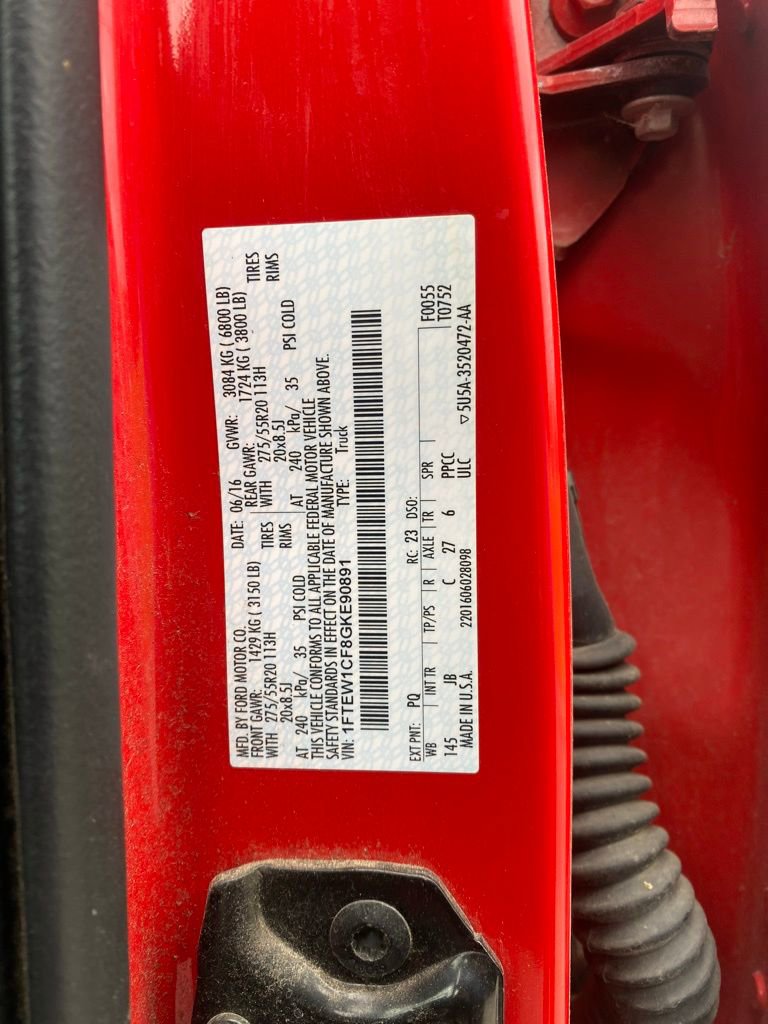 MFD. BY FORD MOTOR CO.
DATE: 06/16 GVWR: 3084 KG ( 6800 LB)
FRONT GAWR: 1429 KG ( 3150 LB)
REAR GAWR: 1724 KG ( 3800 LB)
WITH 275/55R20 113H TIRES
WITH 275/55R20 113H TIRES
20x8.5J RIMS
20x8.5J RIMS
AT 240 kPa/ 35 PSI COLD
AT 240 kPa/ 35 PSI COLD
THIS VEHICLE CONFORMS TO ALL APPLICABLE FEDERAL MOTOR VEHICLE
SAFETY STANDARDS IN EFFECT ON THE DATE OF MANUFACTURE SHOWN ABOVE.
VIN: 1FTEW1CF8GKE90891 TYPE: Truck
EXT PNT: PQ RC: 23 DSO: F0055
WB INT TR TP/PS R AXLE TR SPR T0752
145 JB C 27 6 PPCC
MADE IN U.S.A. 2201606028098 ULC ▽5U5A-3520472-AA